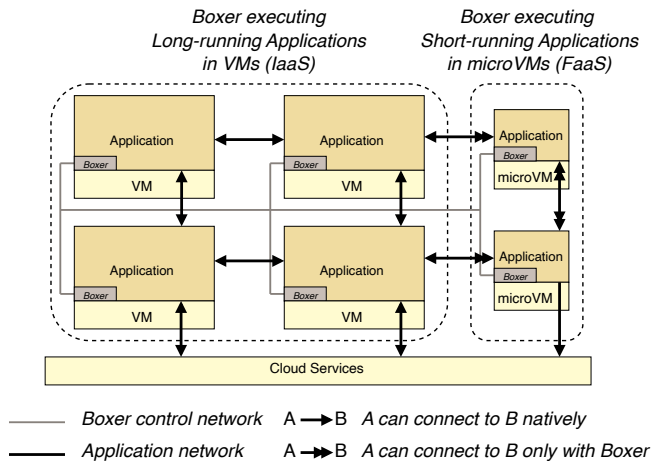 Boxer executing
Long-running Applications
in VMs (IaaS)
Boxer executing
Short-running Applications
in microVMs (FaaS)
Application
Boxer
VM
Application
Boxer
VM
Application
Boxer
microVM
Application
Boxer
VM
Application
Boxer
VM
Application
Boxer
microVM
Cloud Services
Boxer control network A B A can connect to B natively
Application network A B A can connect to B only with Boxer